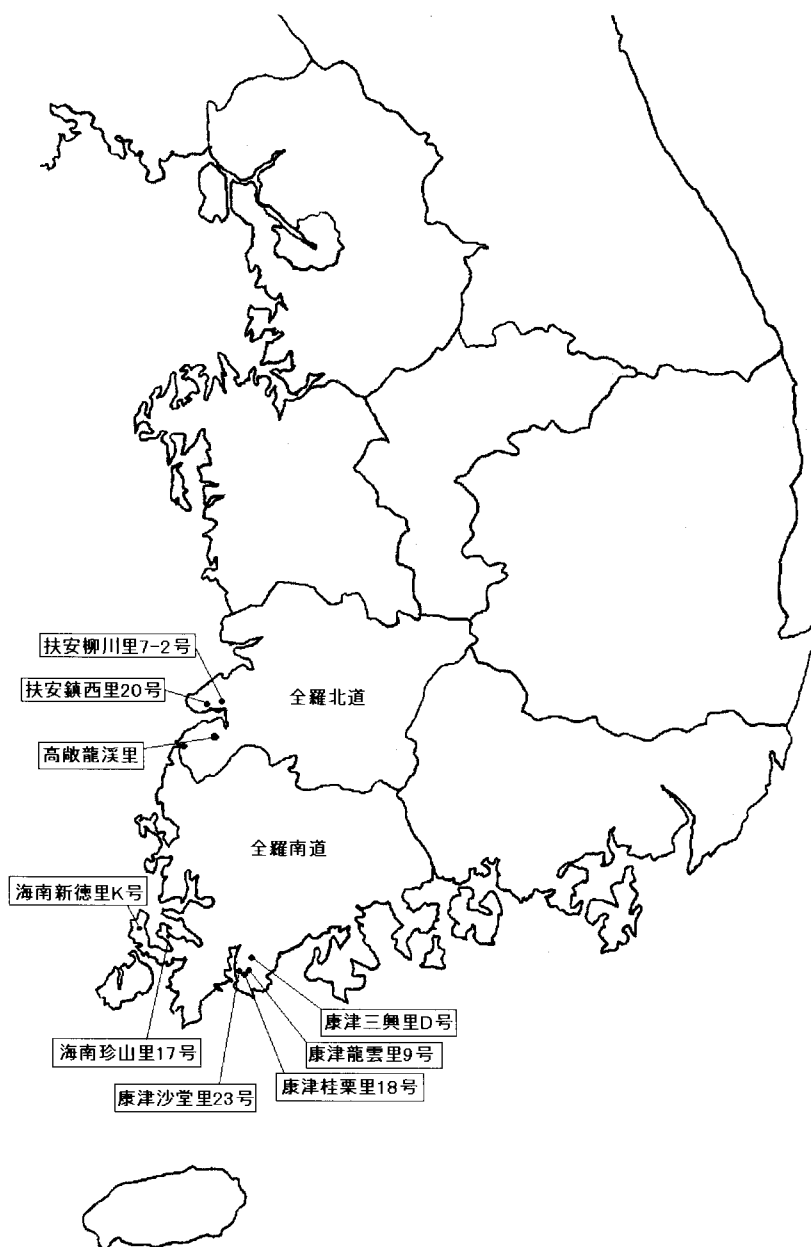 扶安柳川里7-2号
扶安鎮西里20号
全羅北道
高敞龍渓里
全羅南道
海南新徳里K号
康津三興里D号
海南珍山里17号
康津龍雲里9号
康津桂栗里18号
康津沙堂里23号